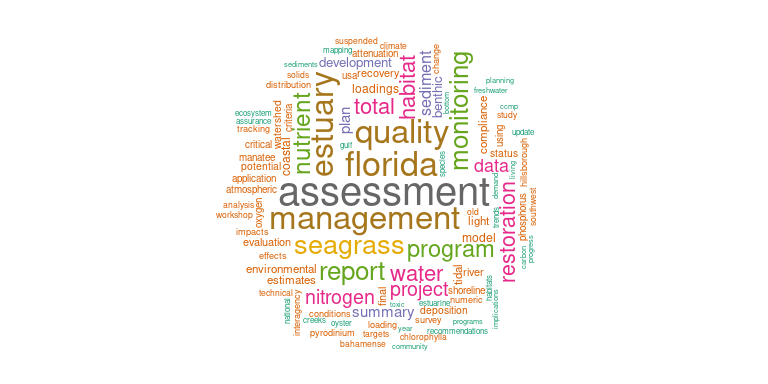 suspended
climate
mapping
attenuation
change
sediments
development
usa
recovery
solids
distribution
loadings
habitat
sediment
benthic
bottom
monitoring
planning
freshwater
ecosystem
assurance
tracking
watershed
criteria
nutrient
estuary
plan
total
quality
compliance
ccmp
study
using
update
critical
manatee
potential
coastal
gulf
florida
species
data
status
living
hillsborough
application
atmospheric
assessment
demand
analysis
workshop
oxygen
management
old
light
trends
restoration
phosphorus
southwest
impacts
evaluation
effects
seagrass
program
model
carbon
progress
environmental
estimates
report
water
tidal
river
technical
nitrogen
final
project
shoreline
numeric
habitats
implications
national
interagency
conditions
creeks
oyster
toxic
estuarine
summary
deposition
pyrodinium
loading
year
survey
programs
recommendations
targets
chlorophylla
bahamense
community